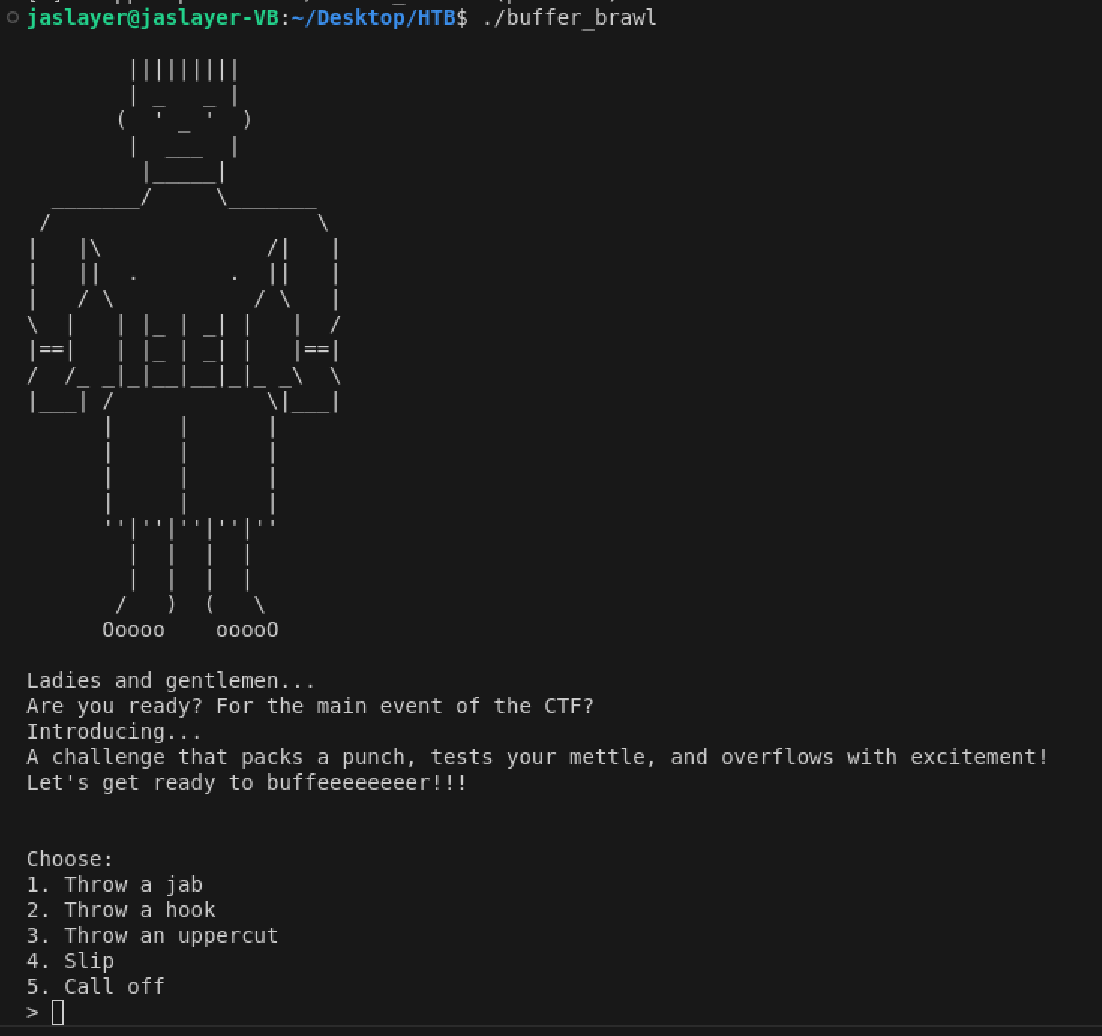 jaslayer@jaslayer-VB:~/Desktop/HTB$ ./buffer_brawl
Ooooo    ooooO
Ladies and gentlemen...
Are you ready? For the main event of the CTF?
Introducing...
A challenge that packs a punch, tests your mettle, and overflows with excitement!
Let's get ready to buffeeeeeeeer!!!
Choose:
1. Throw a jab
2. Throw a hook
3. Throw an uppercut
4. Slip
5. Call off
>